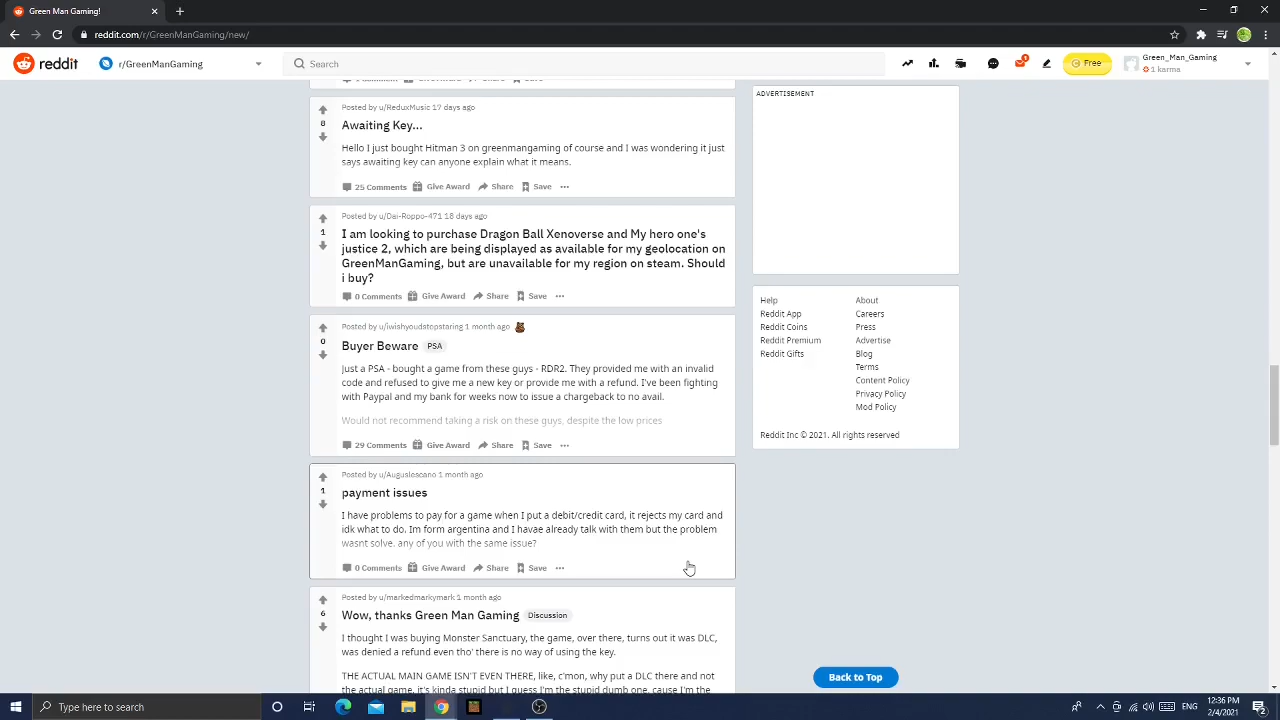 Green Man Gaming!
reddit.com/r/GreenManGaming/new/
reddit
r/GreenManGaming
Search
1
Free
Green_Man_Gaming
1 karma
Posted by u/ReduxMusic 17 days ago
8
Awaiting Key...
Hello I just bought Hitman 3 on greenmangaming of course and I was wondering it just
says awaiting key can anyone explain what it means.
25 Comments Give Award Share Save
Posted by u/Dai-Roppo-471 18 days ago
1
I am looking to purchase Dragon Ball Xenoverse and My hero one's
justice 2, which are being displayed as available for my geolocation on
GreenManGaming, but are unavailable for my region on steam. Should
i buy?
0 Comments Give Award Share Save
Posted by u/iwishyoudstopstaring 1 month ago
0
Buyer Beware PSA
Just a PSA - bought a game from these guys - RDR2. They provided me with an invalid
code and refused to give me a new key or provide me with a refund. I've been fighting
with Paypal and my bank for weeks now to issue a chargeback to no avail.
Would not recommend taking a risk on these guys, despite the low prices
29 Comments Give Award Share Save
Posted by u/Auguslescano 1 month ago
1
payment issues
I have problems to pay for a game when I put a debit/credit card, it rejects my card and
idk what to do. Im form argentina and I havae already talk with them but the problem
wasnt solve. any of you with the same issue?
0 Comments Give Award Share Save
Posted by u/markedmarkymark 1 month ago
6
Wow, thanks Green Man Gaming Discussion
I thought I was buying Monster Sanctuary, the game, over there, turns out it was DLC,
was denied a refund even tho' there is no way of using the key.
THE ACTUAL MAIN GAME ISN'T EVEN THERE, like, c'mon, why put a DLC there and not
the actual game, it's kinda stupid but I guess I'm the stupid dumb one, cause I'm the
ADVERTISEMENT
Help About
Reddit App Careers
Reddit Coins Press
Reddit Premium Advertise
Reddit Gifts Blog
Terms
Content Policy
Privacy Policy
Mod Policy
Reddit Inc © 2021. All rights reserved
Back to Top
Type here to search
12:36 PM
2/4/2021